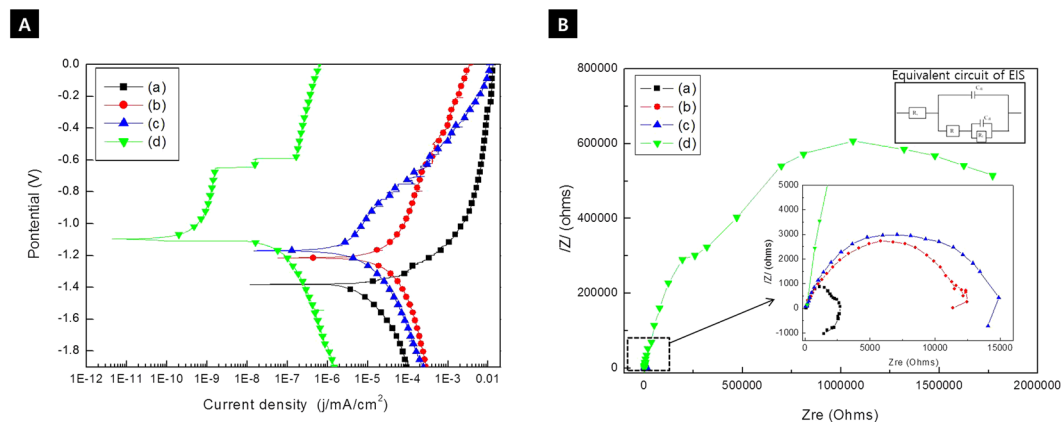 A
B
0.0
-0.2
-0.4
-0.6
-0.8
-1.0
-1.2
-1.4
-1.6
-1.8
Pontential (V)
(a)
(b)
(c)
(d)
1E-12 1E-11 1E-10 1E-9 1E-8 1E-7 1E-6 1E-5 1E-4 1E-3 0.01
Current density (j/mA/cm²)
800000
600000
400000
200000
0
/Z/ (ohms)
(a)
(b)
(c)
(d)
Equivalent circuit of EIS
5000
4000
3000
2000
1000
0
-1000
/Z/ (ohms)
0 5000 10000 15000
Zre (Ohms)
0 500000 1000000 1500000 2000000
Zre (Ohms)